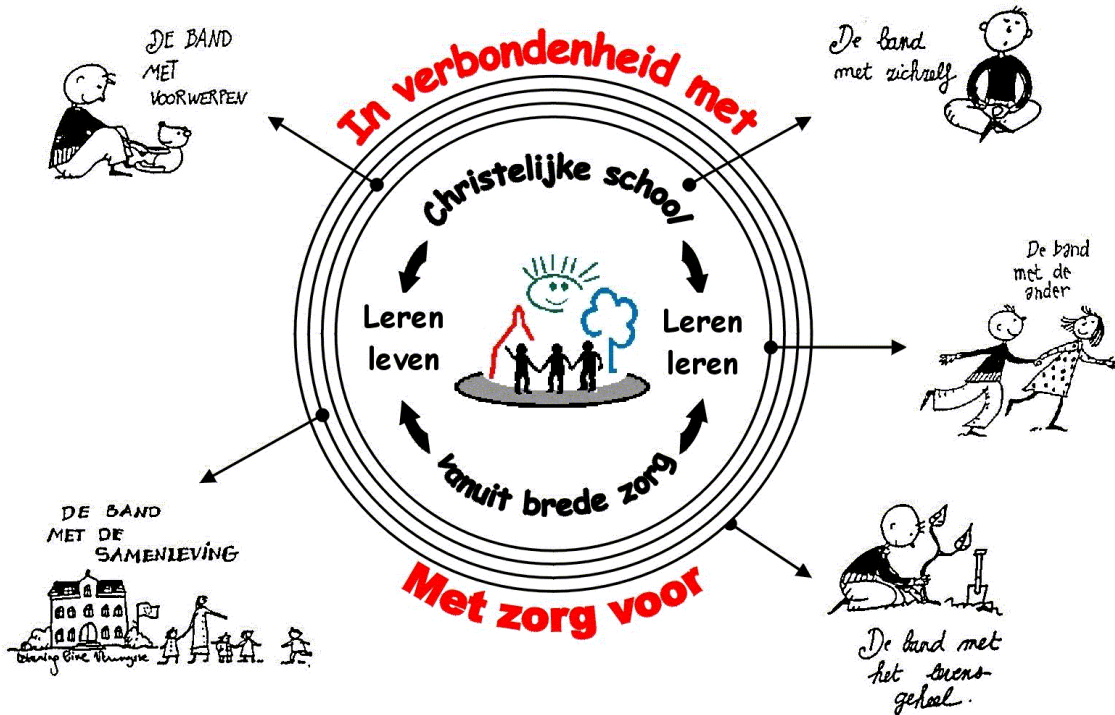 In verbondenheid met
DE BAND
MET
VOORWERPEN
De band
met zichzelf
Christelijke school
De band
met de
ander
Leren
leven
Leren
leren
vanuit brede zorg
DE BAND
MET DE
SAMENLEVING
Met zorg voor
De band met
het levens-
geheel.